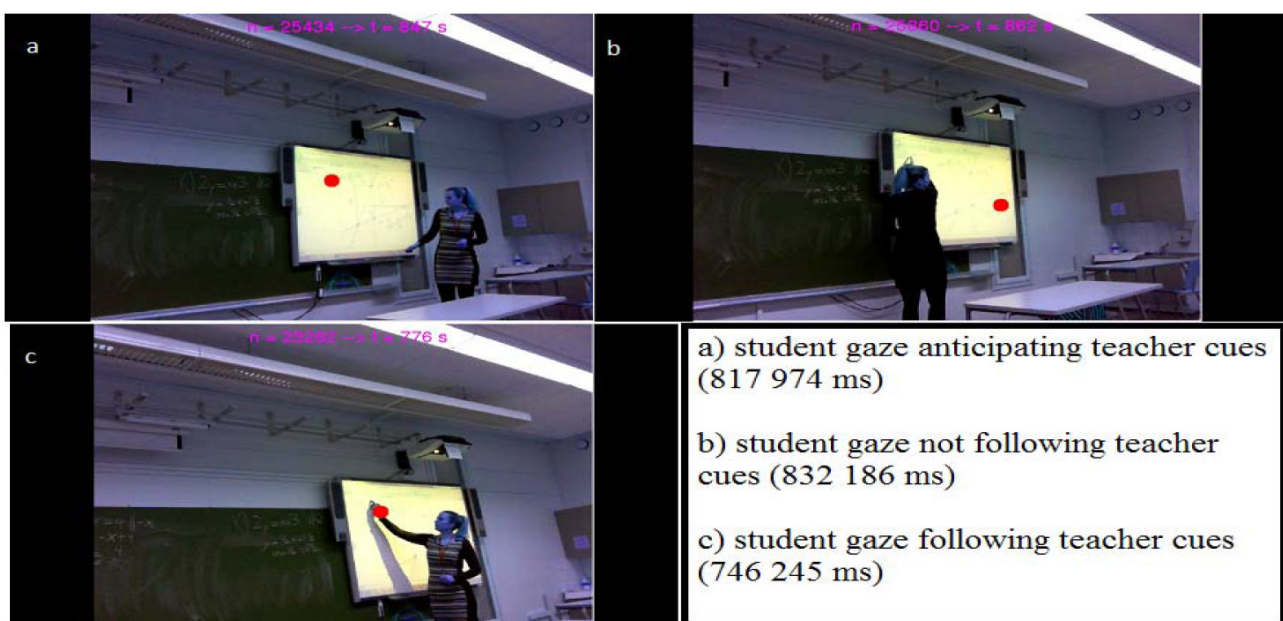 a
n = 25434 --> t = 847 s
b
n = 25860 --> t = 862 s
c
n = 23282 --> t = 776 s
a) student gaze anticipating teacher cues
(817 974 ms)
b) student gaze not following teacher
cues (832 186 ms)
c) student gaze following teacher cues
(746 245 ms)